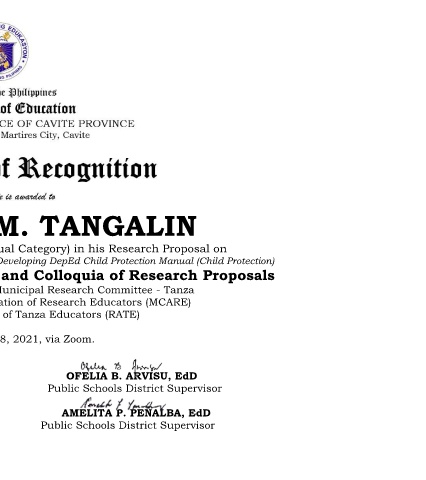 EDUKASYON
PILIPINAS
Philippines
of Education
OF CAVITE PROVINCE
Martires City, Cavite
of Recognition
is awarded to
M. TANGALIN
Category) in his Research Proposal on
Developing DepEd Child Protection Manual (Child Protection)
and Colloquia of Research Proposals
Municipal Research Committee - Tanza
of Research Educators (MCARE)
of Tanza Educators (RATE)
8, 2021, via Zoom.
OFELIA B. ARVISU, EdD
Public Schools District Supervisor
AMELITA P. PEÑALBA, EdD
Public Schools District Supervisor